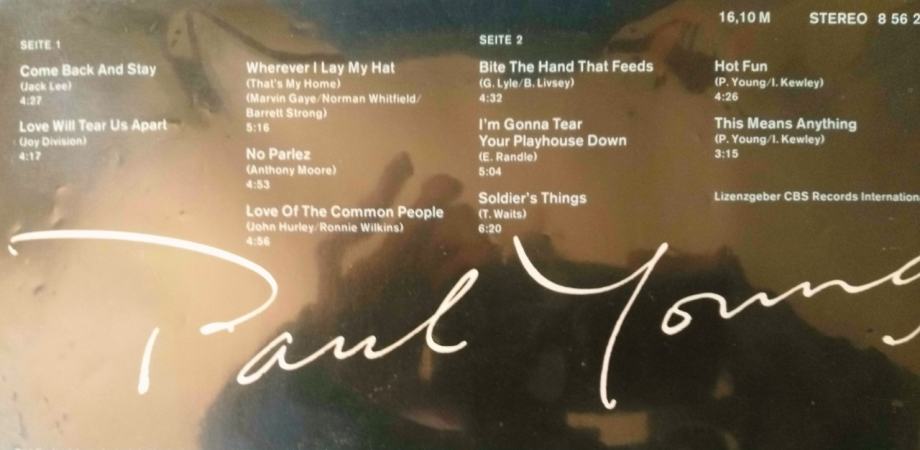 16,10 M STEREO 8 56 2
SEITE 1
Come Back And Stay
(Jack Lee)
4:27
Love Will Tear Us Apart
(Joy Division)
4:17
Wherever I Lay My Hat
(That's My Home)
(Marvin Gaye/Norman Whitfield/
Barrett Strong)
5:16
No Parlez
(Anthony Moore)
4:53
Love Of The Common People
(John Hurley/Ronnie Wilkins)
4:56
SEITE 2
Bite The Hand That Feeds
(G. Lyle/B. Livsey)
4:32
I'm Gonna Tear
Your Playhouse Down
(E. Randle)
5:04
Soldier's Things
(T. Waits)
6:20
Hot Fun
(P. Young/I. Kewley)
4:26
This Means Anything
(P. Young/I. Kewley)
3:15
Lizenzgeber CBS Records Internation
Paul Young